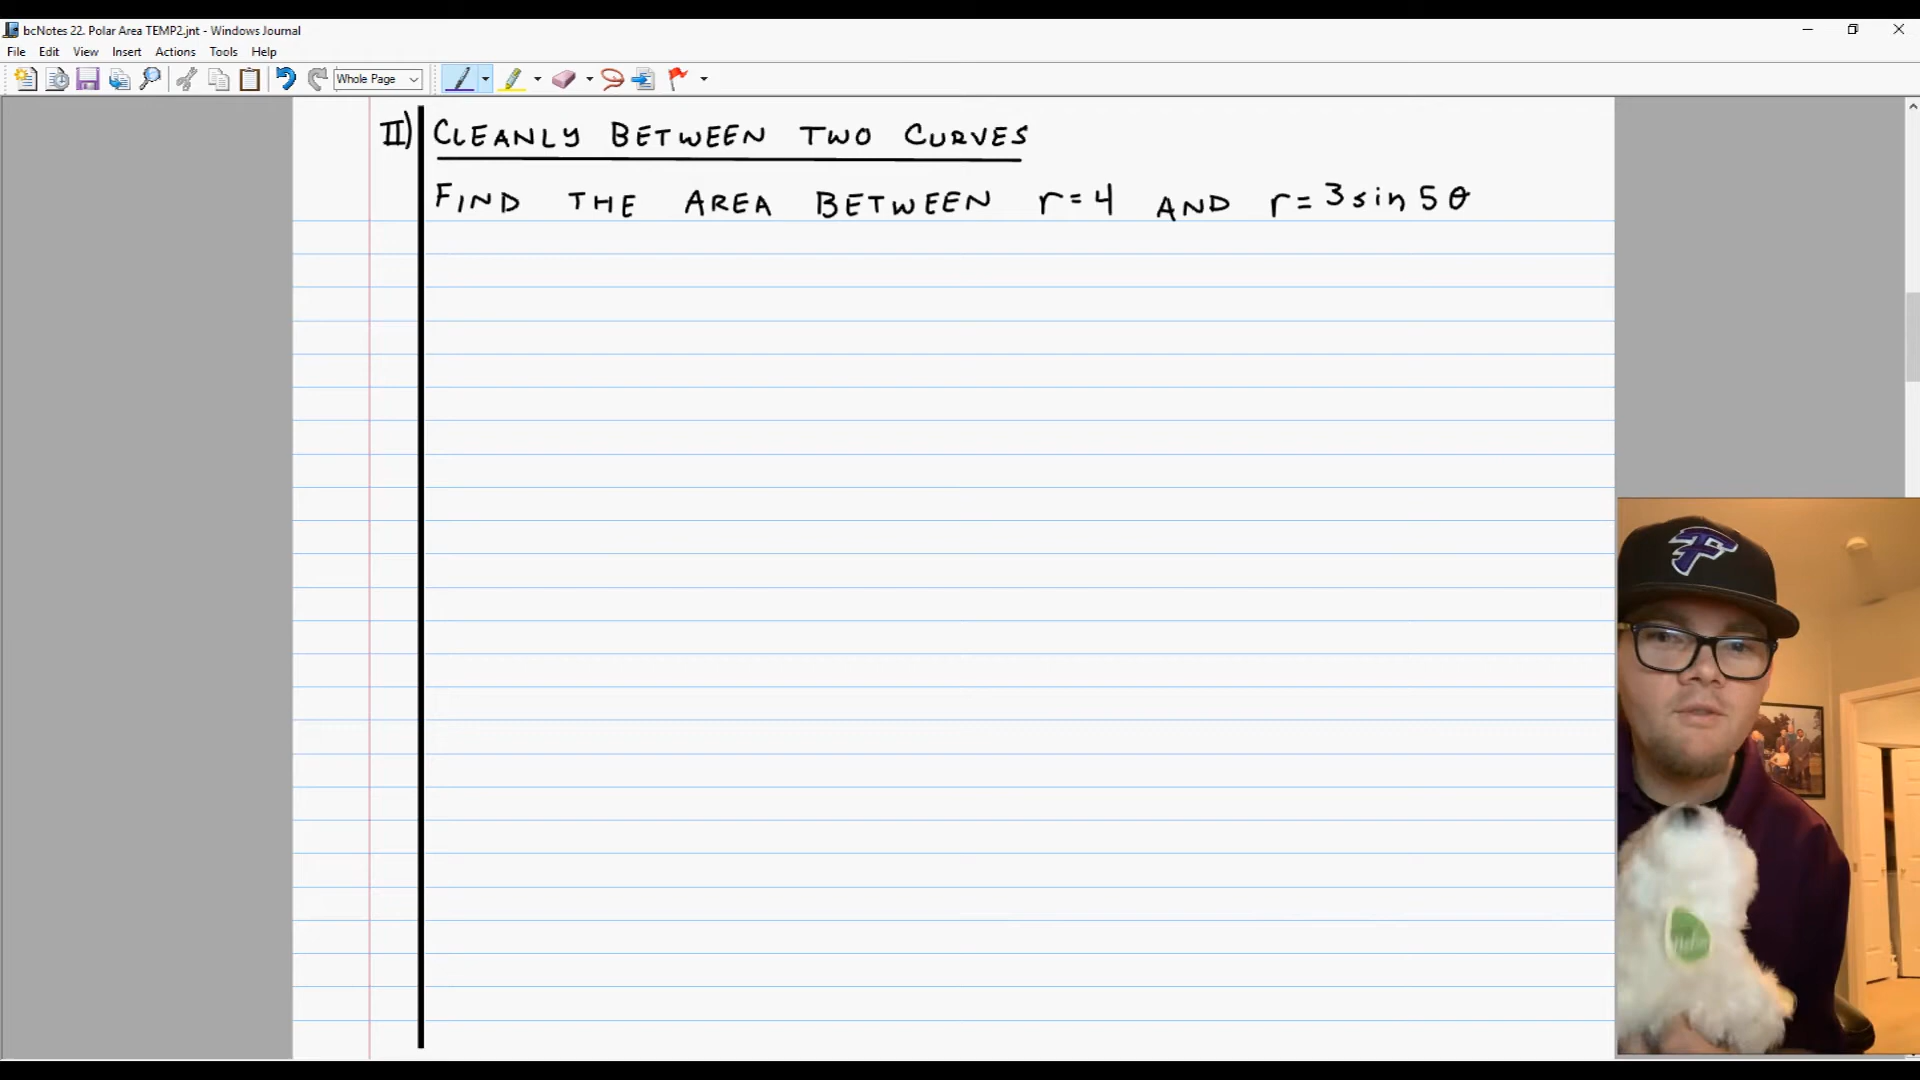 bcNotes 22. Polar Area TEMP2.jnt - Windows Journal
File Edit View Insert Actions Tools Help
Whole Page
II) CLEANLY BETWEEN TWO CURVES
FIND THE AREA BETWEEN r=4 AND r=3sin5θ
F